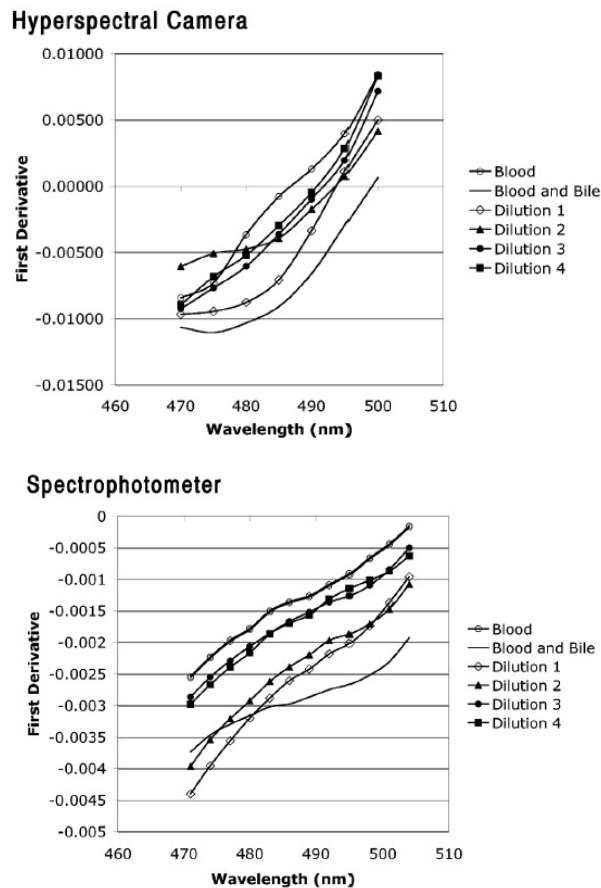 Hyperspectral Camera
0.01000
0.00500
0.00000
-0.00500
-0.01000
-0.01500
First Derivative
460 470 480 490 500 510
Wavelength (nm)
Blood
Blood and Bile
Dilution 1
Dilution 2
Dilution 3
Dilution 4
Spectrophotometer
0
-0.0005
-0.001
-0.0015
-0.002
-0.0025
-0.003
-0.0035
-0.004
-0.0045
-0.005
First Derivative
460 470 480 490 500 510
Wavelength (nm)
Blood
Blood and Bile
Dilution 1
Dilution 2
Dilution 3
Dilution 4